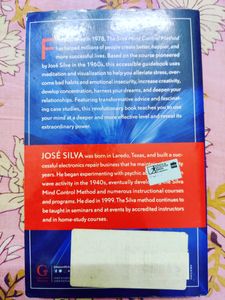 in 1978, The Silva Mind Control Method
has helped millions of people create better, happier, and
more successful lives. Based on the course pioneered
by José Silva in the 1960s, this accessible guidebook uses
meditation and visualization to help you alleviate stress, over-
come bad habits and emotional insecurity, increase creativity,
develop concentration, harness your dreams, and deepen your
relationships. Featuring transformative advice and fascinat-
ing case studies, this revolutionary book teaches you to use
your mind at a deeper and more effective level and reveal its
extraordinary power.
JOSÉ SILVA was born in Laredo, Texas, and built a suc-
cessful electronics repair business that he
years. He began experimenting with psychic
wave activity in the 1940s, eventually Silva
Mind Control Method and numerous instructional courses
and programs. He died in 1999. The Silva method continues to
be taught in seminars and at events by accredited instructors
and in home-study courses.
G